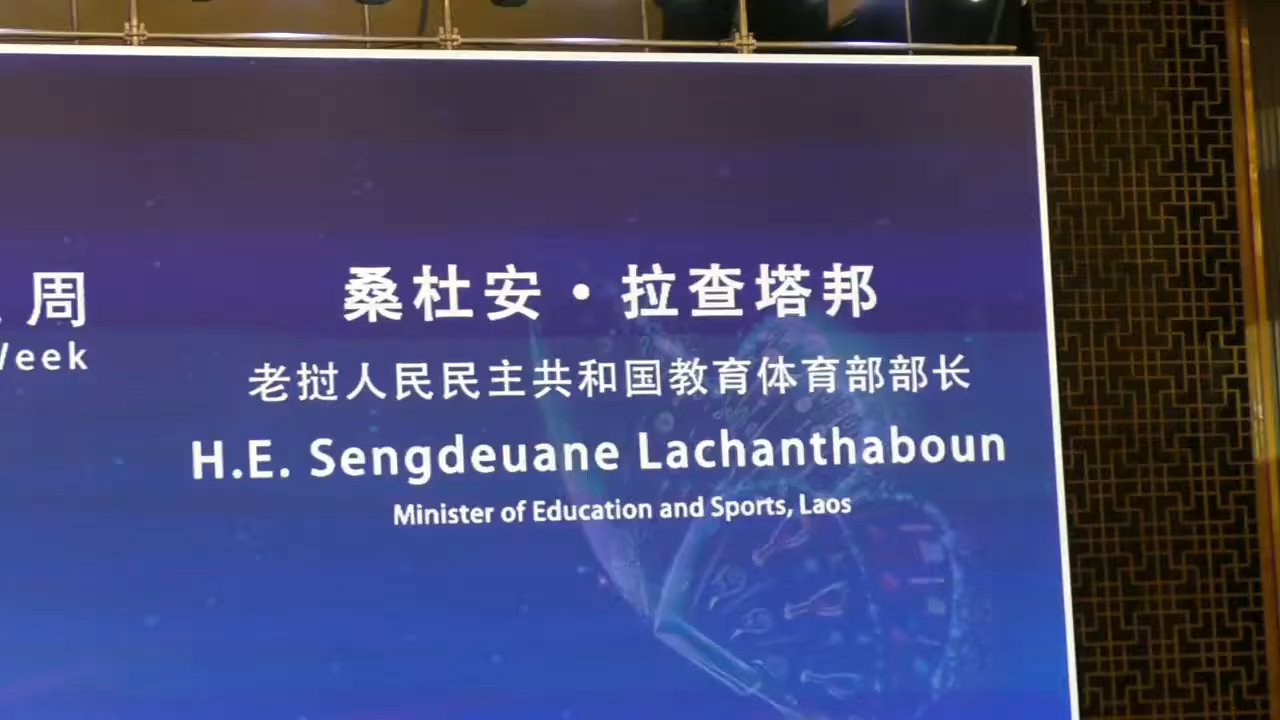 周
Week
桑杜安·拉查塔邦
老挝人民民主共和国教育体育部部长
H.E. Sengdeuane Lachanthaboun
Minister of Education and Sports, Laos